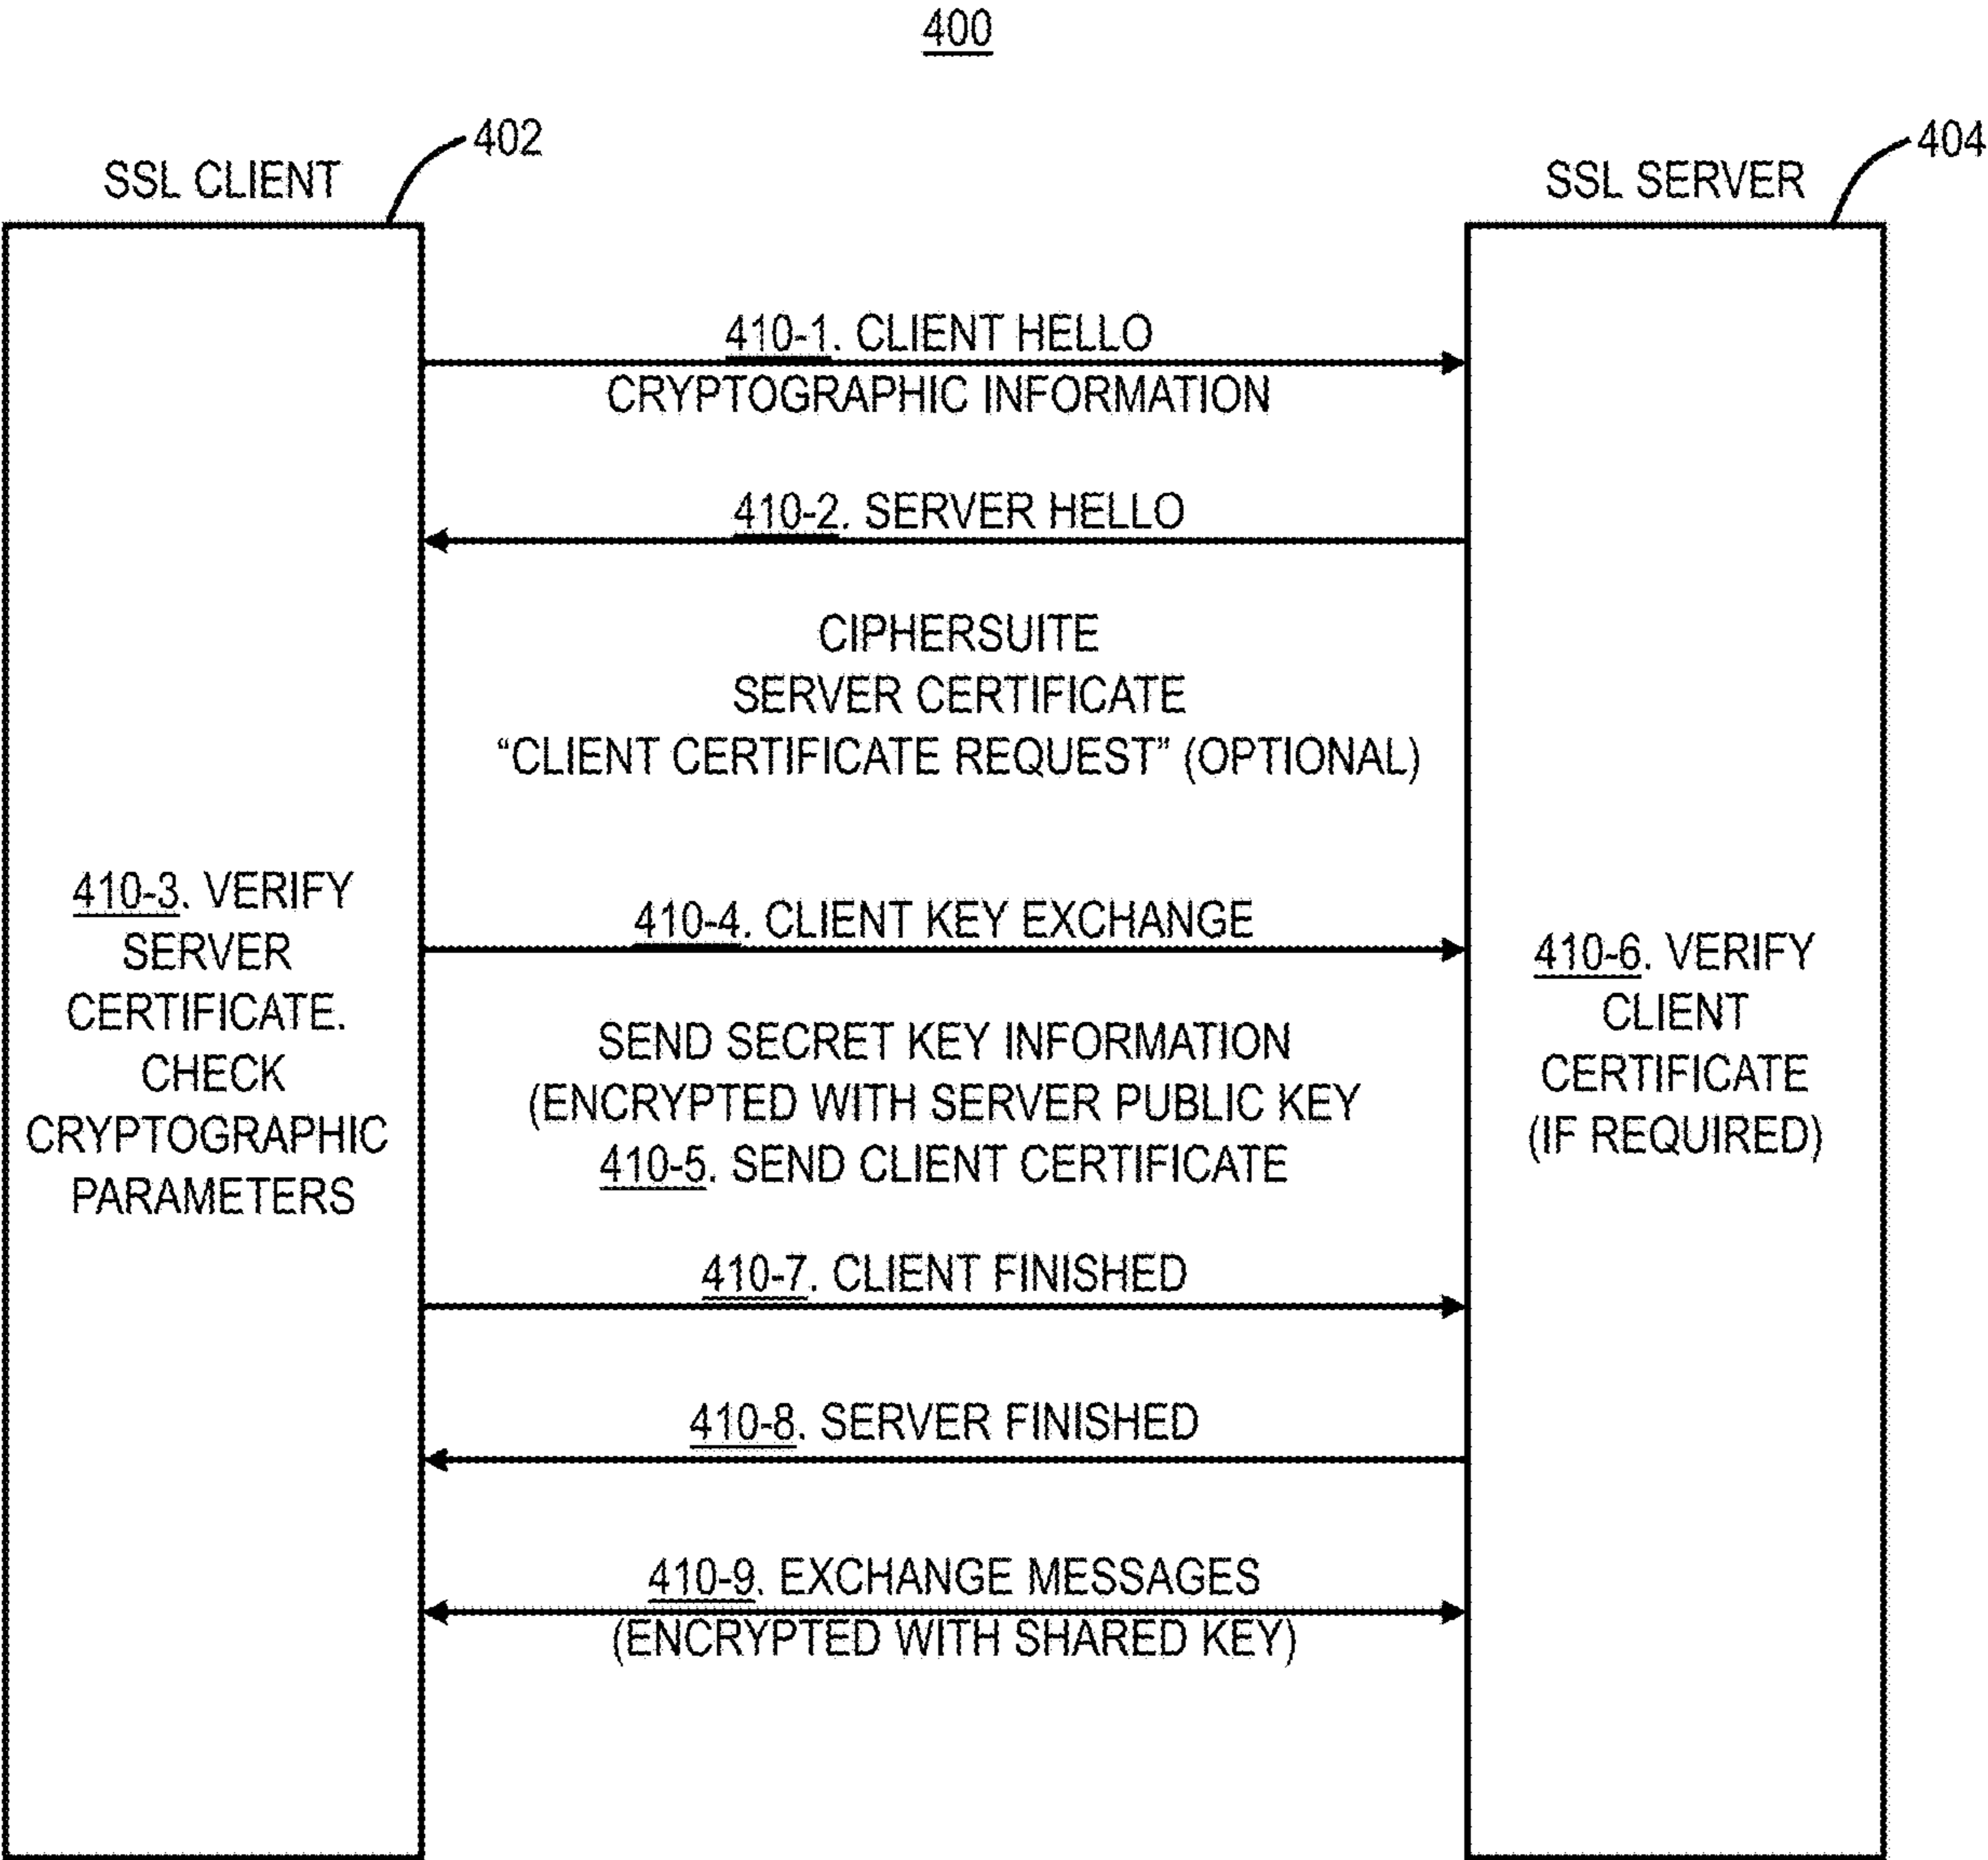 400
402
SSL CLIENT
404
SSL SERVER
410-1. CLIENT HELLO
CRYPTOGRAPHIC INFORMATION
410-2. SERVER HELLO
CIPHERSUITE
SERVER CERTIFICATE
“CLIENT CERTIFICATE REQUEST” (OPTIONAL)
410-3. VERIFY
SERVER
CERTIFICATE.
CHECK
CRYPTOGRAPHIC
PARAMETERS
410-4. CLIENT KEY EXCHANGE
SEND SECRET KEY INFORMATION
(ENCRYPTED WITH SERVER PUBLIC KEY
410-5. SEND CLIENT CERTIFICATE
410-6. VERIFY
CLIENT
CERTIFICATE
(IF REQUIRED)
410-7. CLIENT FINISHED
410-8. SERVER FINISHED
410-9. EXCHANGE MESSAGES
(ENCRYPTED WITH SHARED KEY)